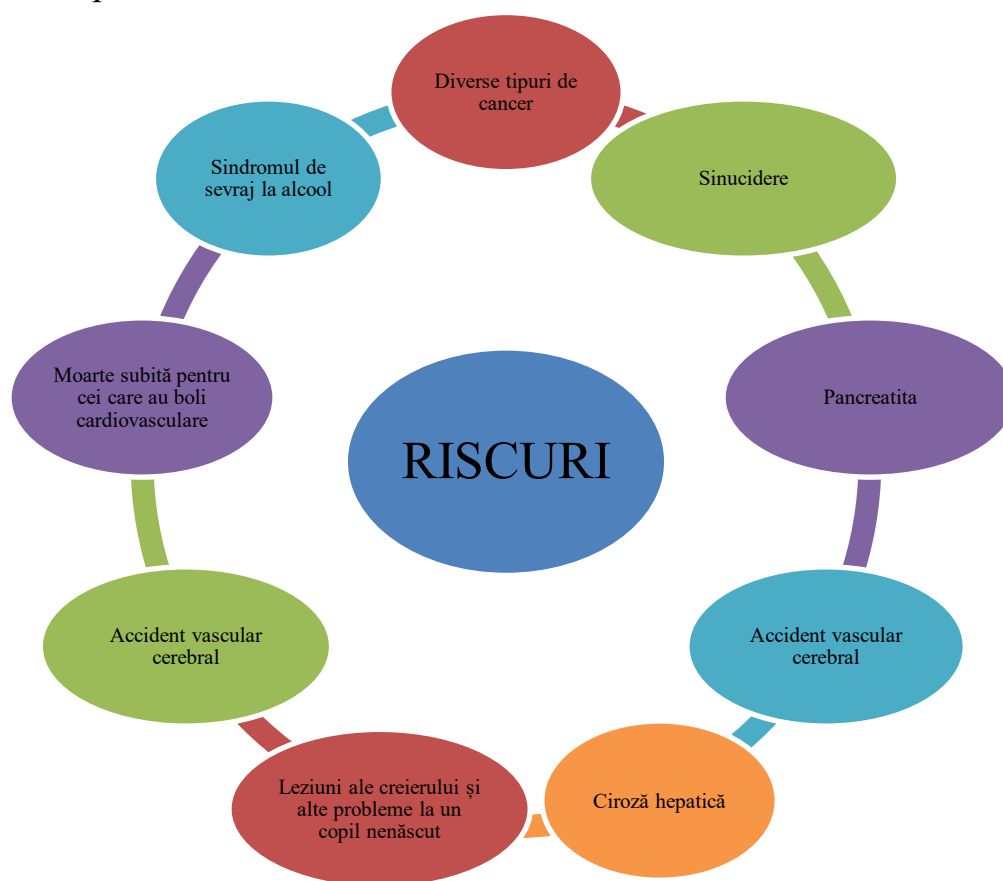 Diverse tipuri de
cancer
Sinucidere
Pancreatita
Accident vascular
cerebral
Ciroză hepatică
Leziuni ale creierului și
alte probleme la un
copil nenăscut
Accident vascular
cerebral
Moarte subită pentru
cei care au boli
cardiovasculare
Sindromul de
sevraj la alcool
RISCURI